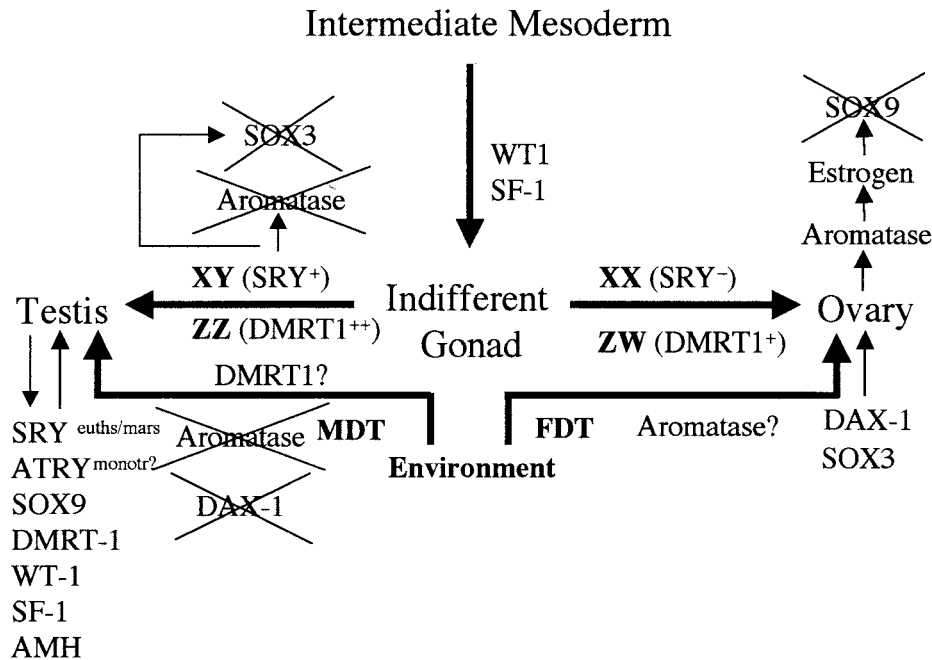 Intermediate Mesoderm
SOX3
Aromatase
WT1
SF-1
SOX9
Estrogen
Aromatase
XY (SRY⁺)
XX (SRY⁻)
Testis
Indifferent
Gonad
Ovary
ZZ (DMRT1⁺⁺)
ZW (DMRT1⁺)
DMRT1?
SRY euths/mars
ATRY monotr?
SOX9
DMRT-1
WT-1
SF-1
AMH
Aromatase
DAX-1
MDT
FDT
Environment
Aromatase?
DAX-1
SOX3